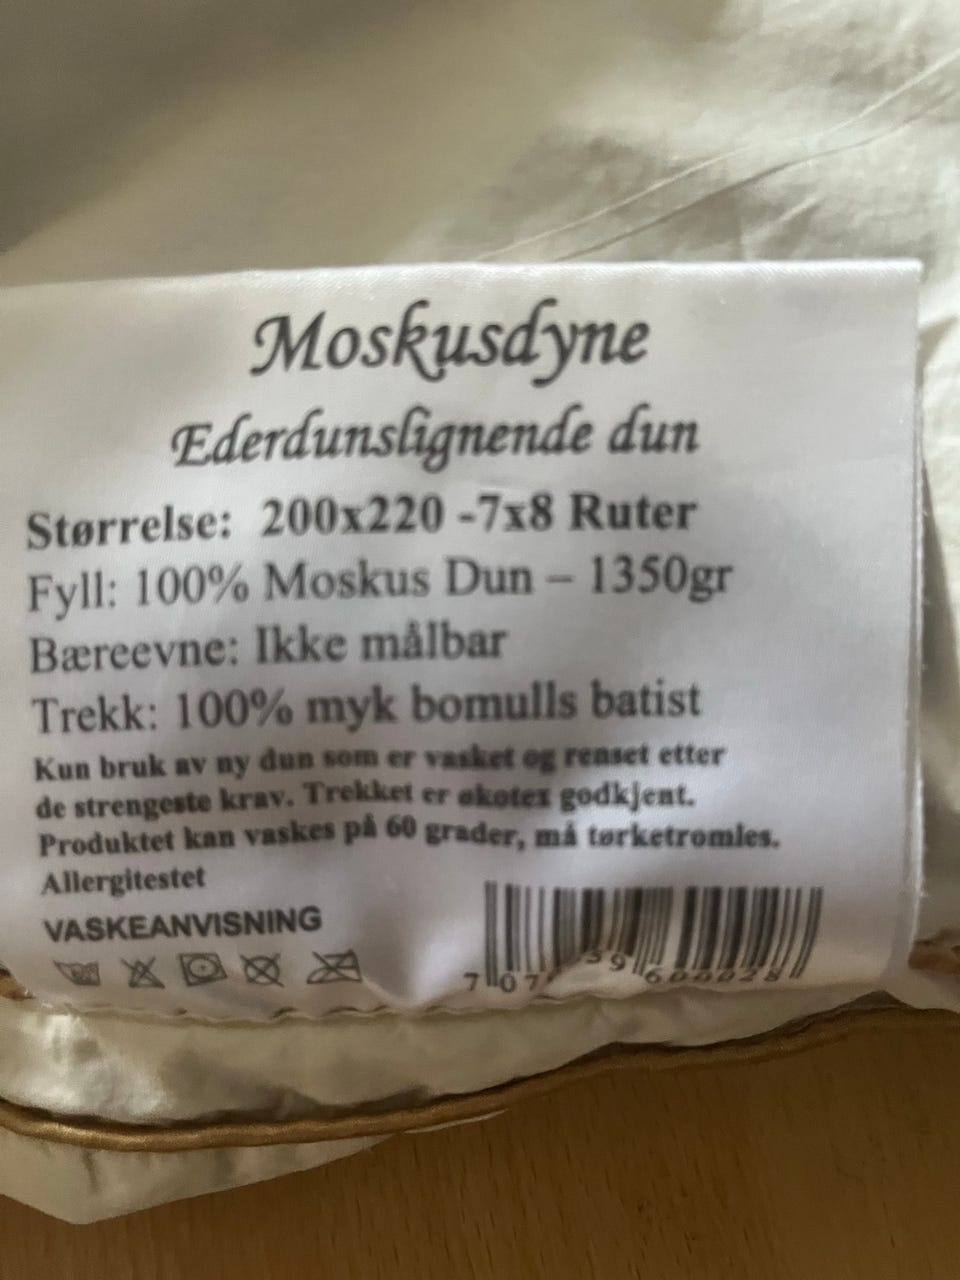 Moskusdyne
Ederdunslignende dun
Størrelse: 200x220 -7x8 Ruter
Fyll: 100% Moskus Dun – 1350gr
Bæreevne: Ikke målbar
Trekk: 100% myk bomulls batist
Kun bruk av ny dun som er vasket og renset etter
de strengeste krav. Trekket er økotex godkjent.
Produktet kan vaskes på 60 grader, må tørketromles.
Allergitestet
VASKEANVISNING